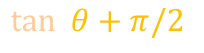 tan θ + π/2